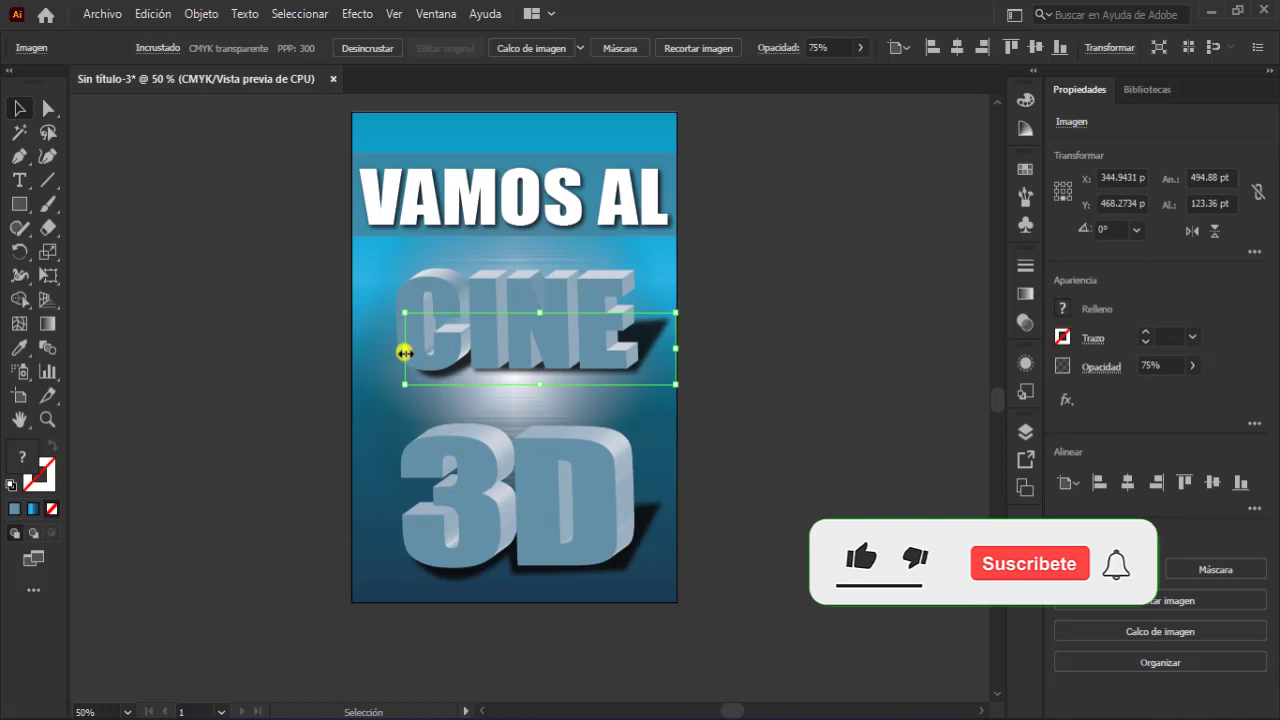 Ai
Archivo Edición Objeto Texto Seleccionar Efecto Ver Ventana Ayuda
Buscar en Ayuda de Adobe
Imagen Incrustado CMYK transparente PPP: 300 Desincrustar Editar original Calco de imagen Máscara Recortar imagen Opacidad: 75% Transformar
Sin título-3* @ 50 % (CMYK/Vista previa de CPU)
Propiedades Bibliotecas
Imagen
Transformar
X: 344.9431 p An.: 494.88 pt
Y: 468.2734 p Al.: 123.36 pt
0°
Apariencia
? Relleno
Trazo
Opacidad 75%
fx.
Alinear
Máscara
tar imagen
Calco de imagen
Organizar
VAMOS AL
CINE
3D
?
Suscribete
50% 1 Selección